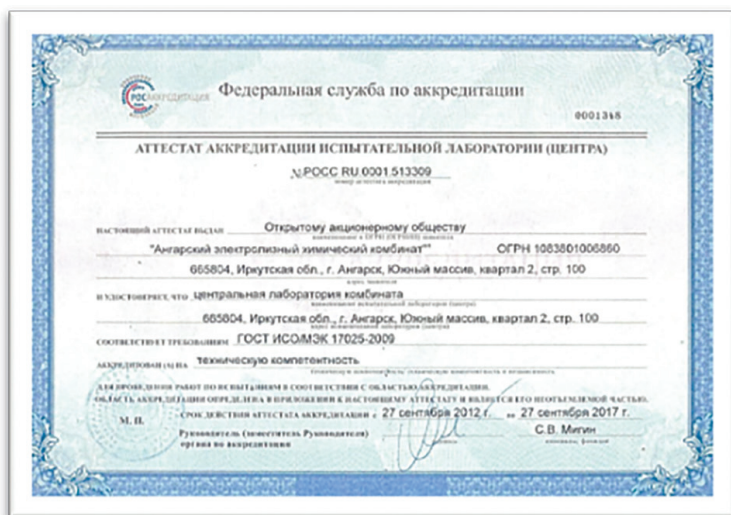 РОСАККРЕДИТАЦИЯ
Федеральная служба по аккредитации
0001348
АТТЕСТАТ АККРЕДИТАЦИИ ИСПЫТАТЕЛЬНОЙ ЛАБОРАТОРИИ (ЦЕНТРА)
№РОСС RU.0001.513309
номер аттестата аккредитации
НАСТОЯЩИЙ АТТЕСТАТ ВЫДАН Открытому акционерному обществу
"Ангарский электролизный химический комбинат"" ОГРН 1083801006860
665804, Иркутская обл., г. Ангарск, Южный массив, квартал 2, стр. 100
адрес заявителя
И УДОСТОВЕРЯЕТ, ЧТО центральная лаборатория комбината
наименование испытательной лаборатории (центра)
665804, Иркутская обл., г. Ангарск, Южный массив, квартал 2, стр. 100
адрес испытательной лаборатории (центра)
СООТВЕТСТВУЕТ ТРЕБОВАНИЯМ ГОСТ ИСО/МЭК 17025-2009
АККРЕДИТОВАН (А) НА техническую компетентность
ДЛЯ ПРОВЕДЕНИЯ РАБОТ ПО ИСПЫТАНИЯМ В СООТВЕТСТВИИ С ОБЛАСТЬЮ АККРЕДИТАЦИИ.
ОБЛАСТЬ АККРЕДИТАЦИИ ОПРЕДЕЛЕНА В ПРИЛОЖЕНИИ К НАСТОЯЩЕМУ АТТЕСТАТУ И ЯВЛЯЕТСЯ ЕГО НЕОТЪЕМЛЕМОЙ ЧАСТЬЮ.
СРОК ДЕЙСТВИЯ АТТЕСТАТА АККРЕДИТАЦИИ с 27 сентября 2012 г. по 27 сентября 2017 г.
М. П.
Руководитель (заместитель Руководителя) С.В. Мигин
органа по аккредитации подпись инициалы, фамилия